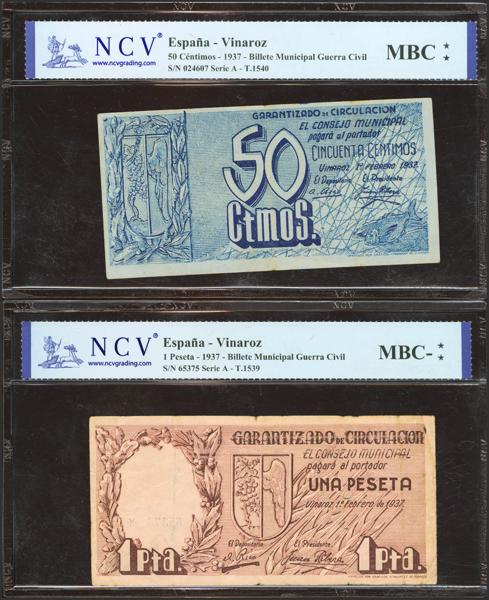 NCV
www.ncvgrading.com
España - Vinaroz
50 Céntimos - 1937 - Billete Municipal Guerra Civil
S/N 024607 Serie A - T.1540
MBC **
GARANTIZADO DE CIRCULACION
EL CONSEJO MUNICIPAL
pagará al portador
CINCUENTA CENTIMOS
VINAROZ 1º FEBRERO 1937
El Depositario El Presidente
50
Ctmos.
NCV
www.ncvgrading.com
España - Vinaroz
1 Peseta - 1937 - Billete Municipal Guerra Civil
S/N 65375 Serie A - T.1539
MBC- **
GARANTIZADO DE CIRCULACION
EL CONSEJO MUNICIPAL
pagará al portador
UNA PESETA
Vinaroz, 1º Febrero de 1937.
El Depositario El Presidente
1 Pta. 1 Pta.